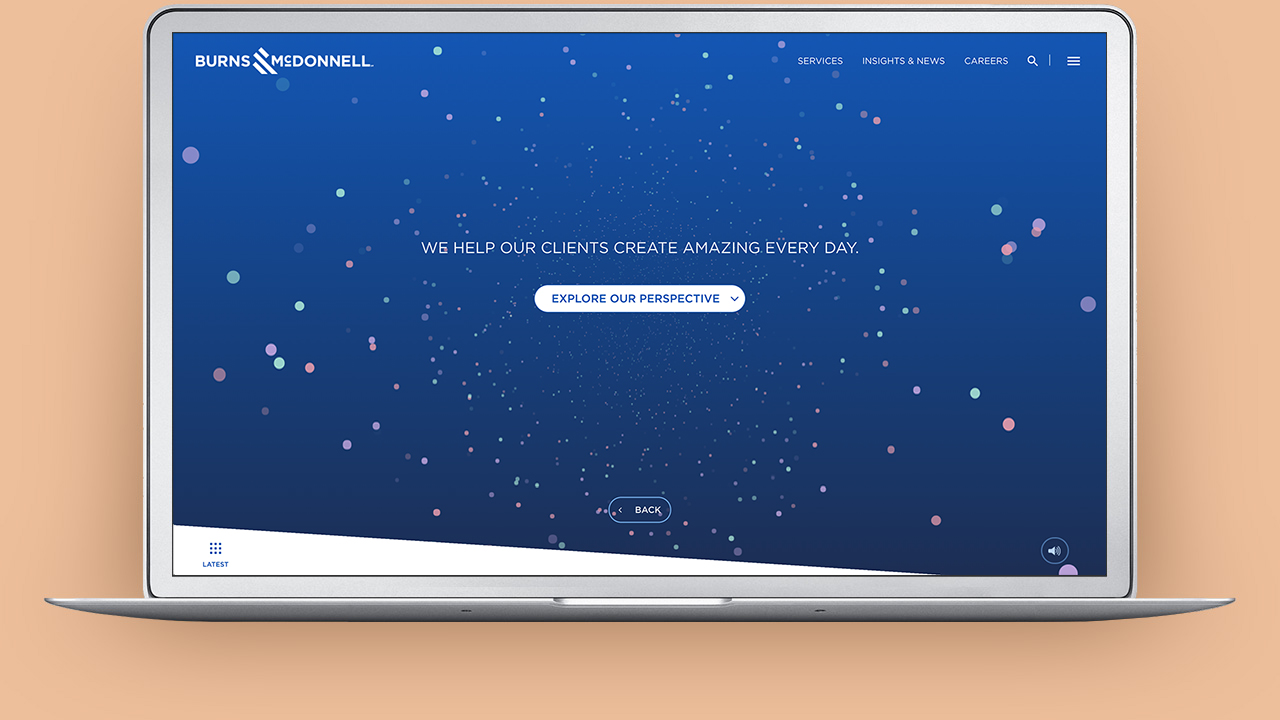 BURNS McDONNELL
SERVICES
INSIGHTS & NEWS
CAREERS
WE HELP OUR CLIENTS CREATE AMAZING EVERY DAY.
EXPLORE OUR PERSPECTIVE
BACK
LATEST